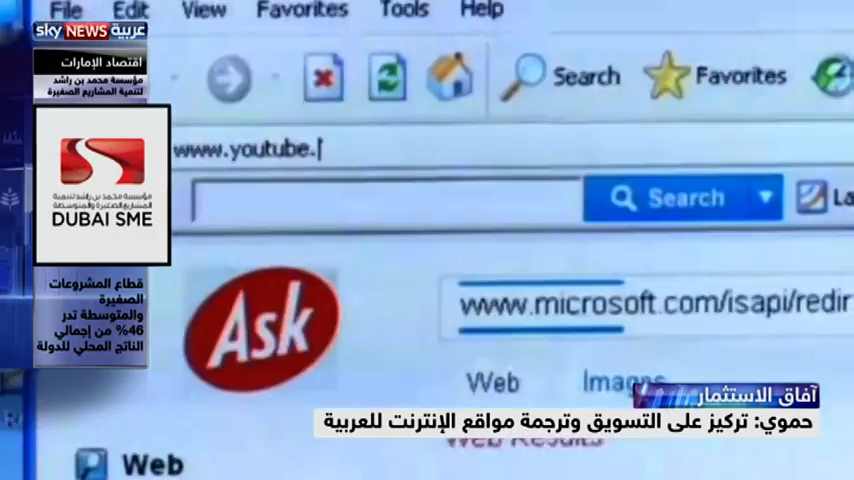 File Edit View Favorites Tools Help
sky NEWS عربية
اقتصاد الإمارات
مؤسسة محمد بن راشد
لتنمية المشاريع الصغيرة
Search Favorites
www.youtube.
مؤسسة محمد بن راشد لتنمية
المشاريع الصغيرة والمتوسطة
DUBAI SME
Search
قطاع المشروعات
الصغيرة
والمتوسطة تدر
46% من إجمالي
الناتج المحلي للدولة
Ask
www.microsoft.com/isapi/redir
Web Images
آفاق الاستثمار
حموي: تركيز على التسويق وترجمة مواقع الإنترنت للعربية
Web Results
Web